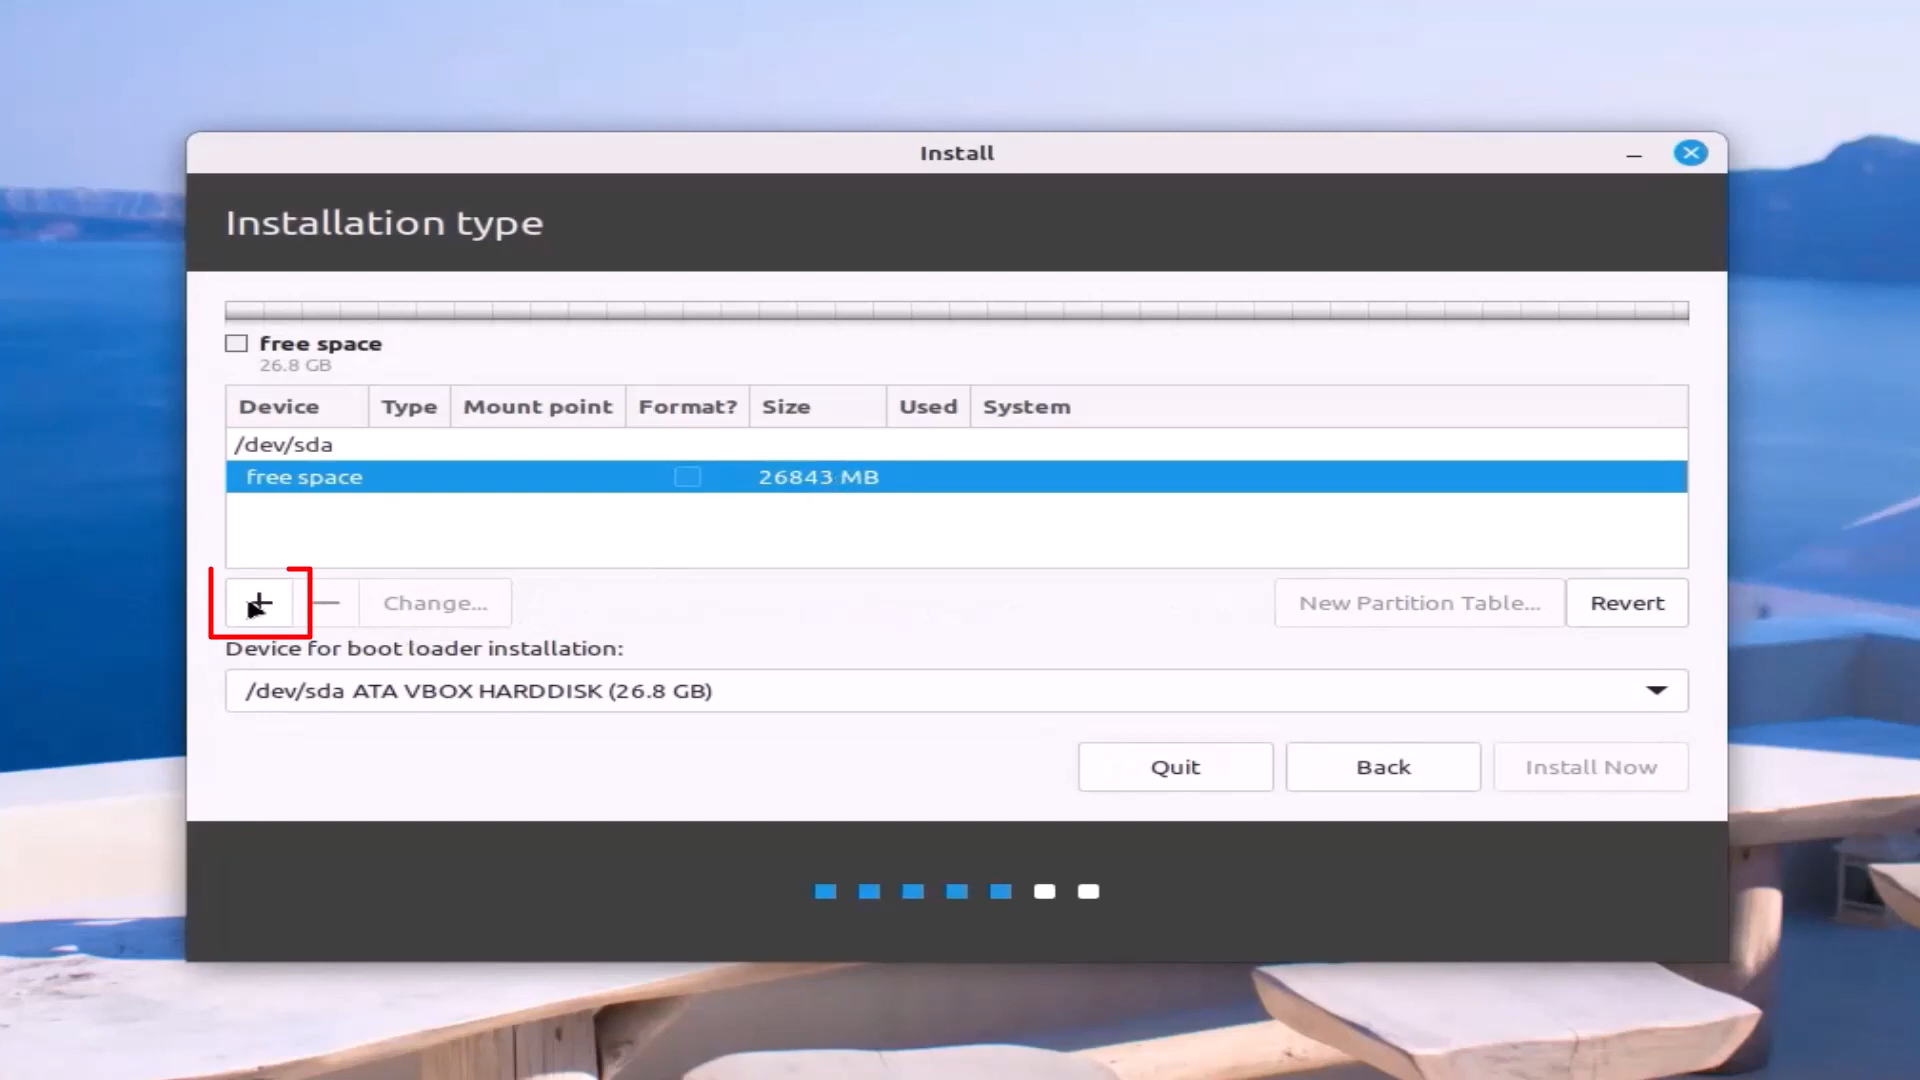 Install
Installation type
free space
26.8 GB
Device Type Mount point Format? Size Used System
/dev/sda
free space 26843 MB
+ — Change... New Partition Table... Revert
Device for boot loader installation:
/dev/sda ATA VBOX HARDDISK (26.8 GB)
Quit Back Install Now